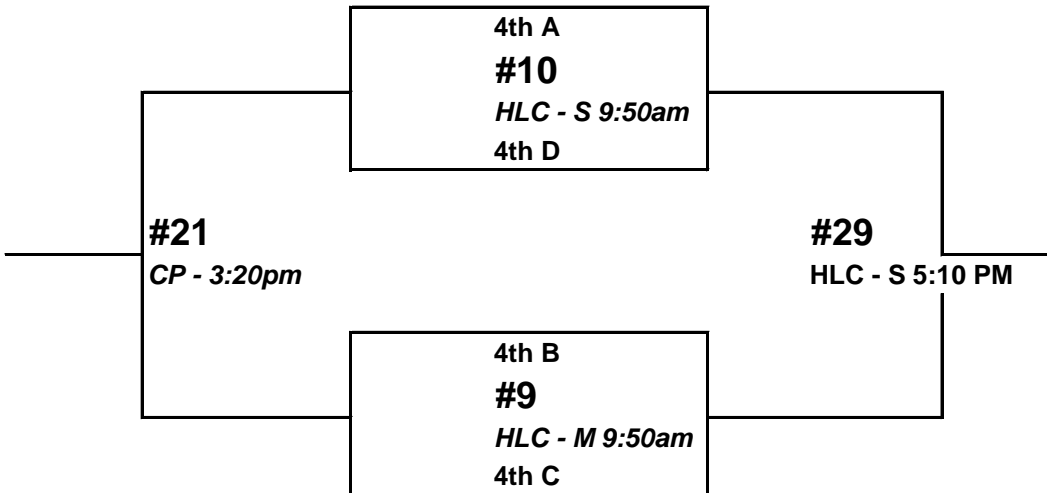 4th A
#10
HLC - S 9:50am
4th D
#21
CP - 3:20pm
#29
HLC - S 5:10 PM
4th B
#9
HLC - M 9:50am
4th C